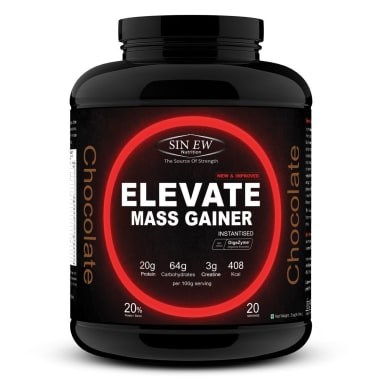 SINEW
Nutrition
The Source Of Strength
NEW & IMPROVED
ELEVATE
MASS GAINER
INSTANTISED
DigeZyme
20g 64g 3g 408
Protein Carbohydrates Creatine Kcal
per 100g serving
20% 20
Chocolate
Chocolate